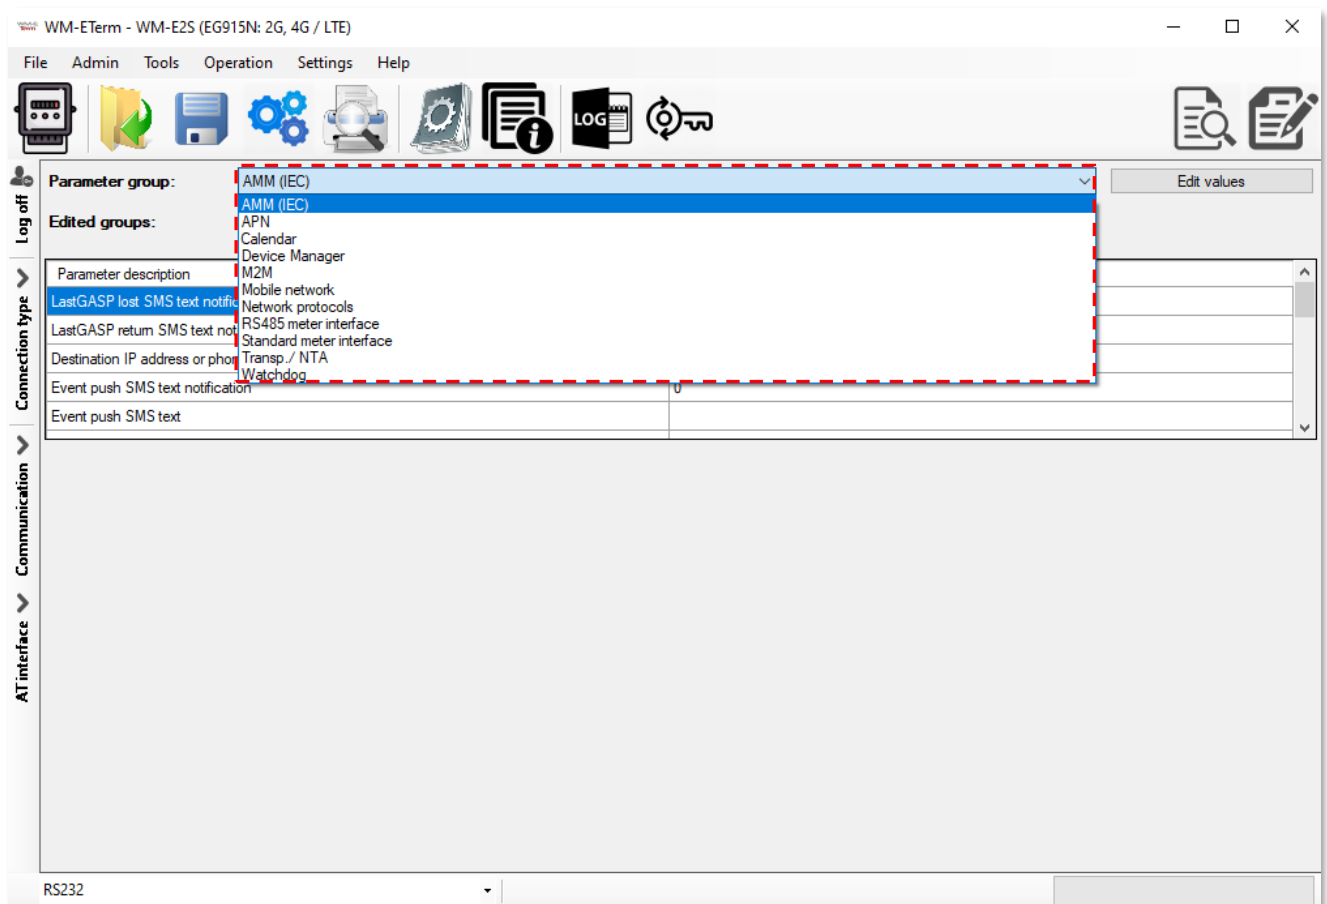 WM-ETerm - WM-E2S (EG915N: 2G, 4G / LTE)
File Admin Tools Operation Settings Help
LOG
Log off
Connection type
Communication
AT interface
Parameter group: AMM (IEC) Edit values
Edited groups:
AMM (IEC)
APN
Calendar
Device Manager
M2M
Mobile network
Network protocols
RS485 meter interface
Standard meter interface
Transp./ NTA
Watchdog
Parameter description
LastGASP lost SMS text notific
LastGASP return SMS text not
Destination IP address or phor
Event push SMS text notification 0
Event push SMS text
RS232